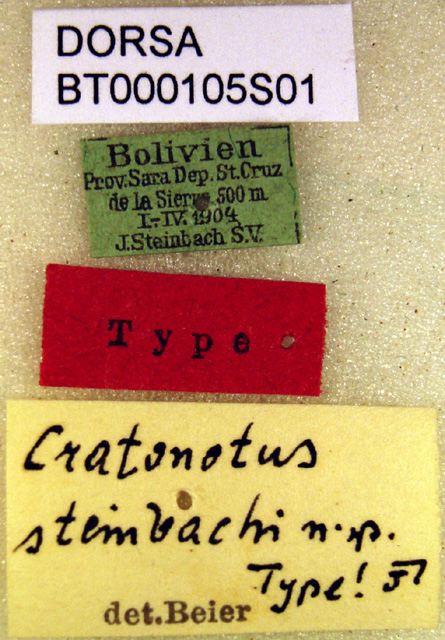 DORSA
BT000105S01
Bolivien
Prov. Sara Dep. St. Cruz
de la Sierra, 500 m
I.-IV. 1904
J. Steinbach S.V.
Type
Cratonotus
steinbachi n. sp.
Type!
det. Beier